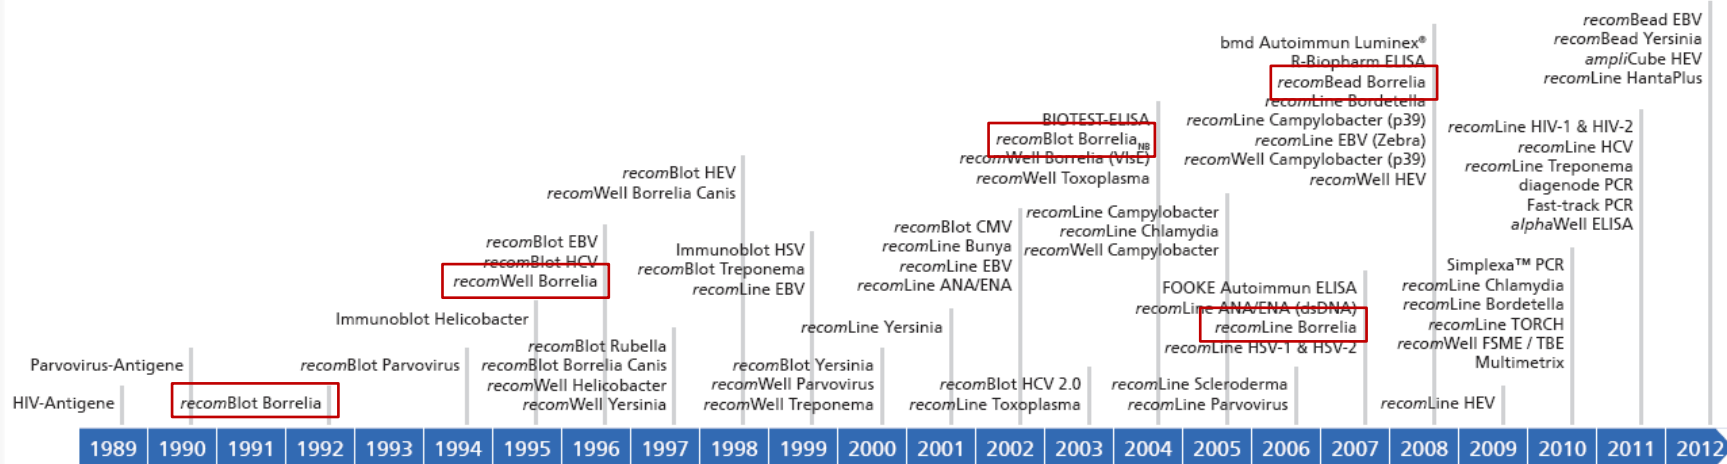 HIV-Antigene
Parvovirus-Antigene
recomBlot Borrelia
recomBlot Parvovirus
Immunoblot Helicobacter
recomBlot EBV
recomBlot HCV
recomWell Borrelia
recomBlot Rubella
recomBlot Borrelia Canis
recomWell Helicobacter
recomWell Yersinia
recomBlot HEV
recomWell Borrelia Canis
Immunoblot HSV
recomBlot Treponema
recomLine EBV
recomBlot Yersinia
recomWell Parvovirus
recomWell Treponema
recomLine Yersinia
recomBlot CMV
recomLine Bunya
recomLine EBV
recomLine ANA/ENA
recomBlot HCV 2.0
recomLine Toxoplasma
BIOTEST-ELISA
recomBlot Borrelia NB
recomWell Borrelia (VlsE)
recomWell Toxoplasma
recomLine Campylobacter
recomLine Chlamydia
recomWell Campylobacter
recomLine Scleroderma
recomLine Parvovirus
FOOKE Autoimmun ELISA
recomLine ANA/ENA (dsDNA)
recomLine Borrelia
recomLine HSV-1 & HSV-2
bmd Autoimmun Luminex®
R-Biopharm ELISA
recomBead Borrelia
recomLine Bordetella
recomLine Campylobacter (p39)
recomLine EBV (Zebra)
recomWell Campylobacter (p39)
recomWell HEV
recomLine HEV
Simplexa™ PCR
recomLine Chlamydia
recomLine Bordetella
recomLine TORCH
recomWell FSME / TBE
Multimetrix
recomLine HIV-1 & HIV-2
recomLine HCV
recomLine Treponema
diagenode PCR
Fast-track PCR
alphaWell ELISA
recomBead EBV
recomBead Yersinia
ampliCube HEV
recomLine HantaPlus
1989 1990 1991 1992 1993 1994 1995 1996 1997 1998 1999 2000 2001 2002 2003 2004 2005 2006 2007 2008 2009 2010 2011 2012